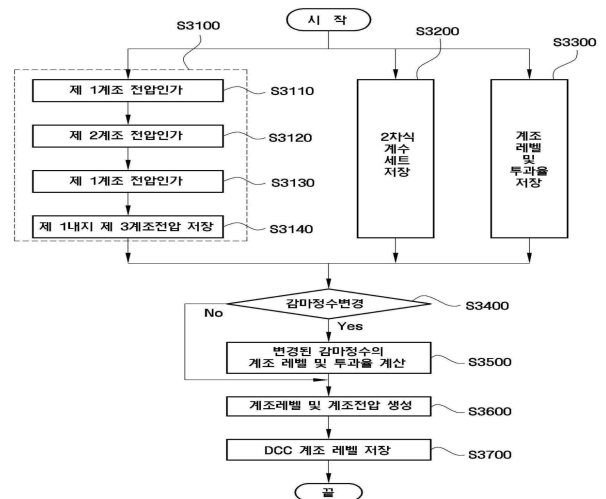 시 작
S3100
S3200
S3300
제 1계조 전압인가
S3110
제 2계조 전압인가
S3120
제 1계조 전압인가
S3130
제 1내지 제 3계조전압 저장
S3140
2차식
계수
세트
저장
계조
레벨
및
투과율
저장
감마정수변경
S3400
No
Yes
변경된 감마정수의
계조 레벨 및 투과율 계산
S3500
계조레벨 및 계조전압 생성
S3600
DCC 계조 레벨 저장
S3700
끝